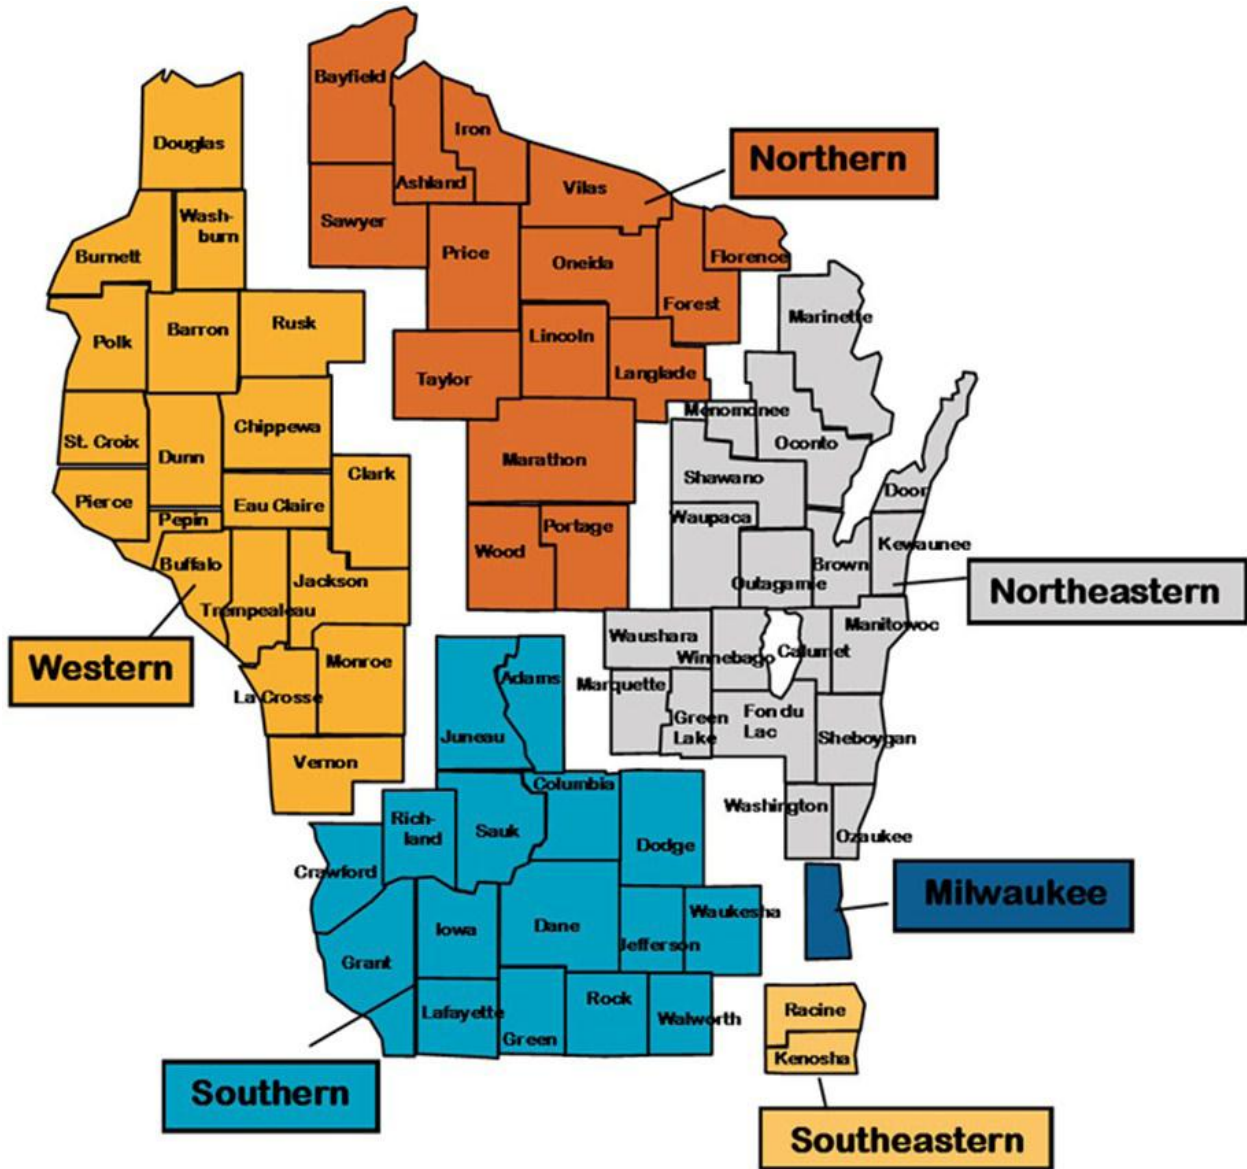 Bayfield
Iron
Ashland
Vilas
Sawyer
Price
Oneida
Florence
Forest
Lincoln
Langlade
Taylor
Marathon
Wood
Portage
Northern
Douglas
Wash-
burn
Burnett
Polk
Barron
Rusk
St. Croix
Dunn
Chippewa
Clark
Pierce
Pepin
Eau Claire
Buffalo
Trempealeau
Jackson
La Crosse
Monroe
Vernon
Western
Marinette
Menomonee
Oconto
Shawano
Door
Waupaca
Outagamie
Brown
Kewaunee
Waushara
Winnebago
Calumet
Manitowoc
Marquette
Green
Lake
Fon du
Lac
Sheboygan
Washington
Ozaukee
Northeastern
Juneau
Adams
Rich-
land
Sauk
Columbia
Dodge
Crawford
Grant
Iowa
Dane
Jefferson
Waukesha
Lafayette
Green
Rock
Walworth
Southern
Milwaukee
Racine
Kenosha
Southeastern